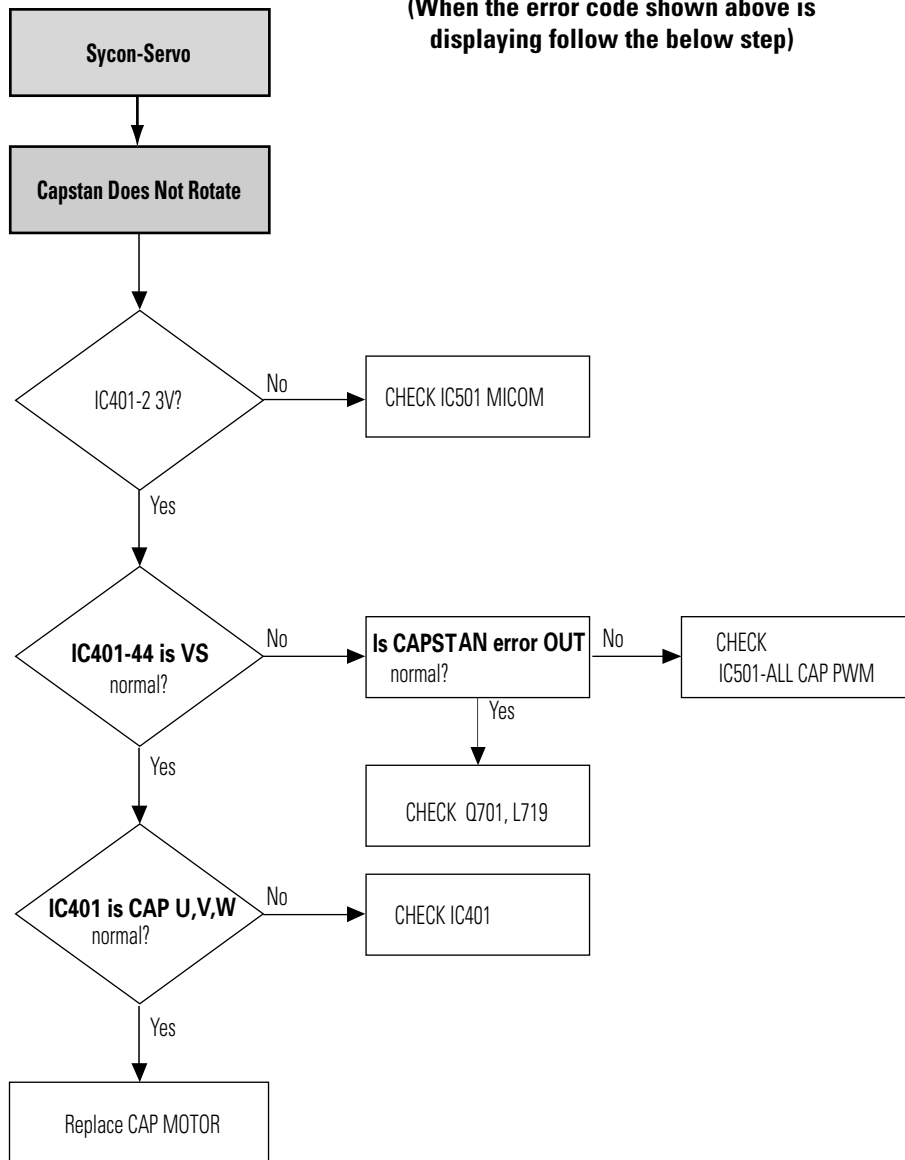 (When the error code shown above is
displaying follow the below step)
Sycon-Servo
Capstan Does Not Rotate
IC401-2 3V?
No
CHECK IC501 MICOM
Yes
IC401-44 is VS
normal?
No
Is CAPSTAN error OUT
normal?
No
CHECK
IC501-ALL CAP PWM
Yes
Yes
CHECK Q701, L719
IC401 is CAP U,V,W
normal?
No
CHECK IC401
Yes
Replace CAP MOTOR